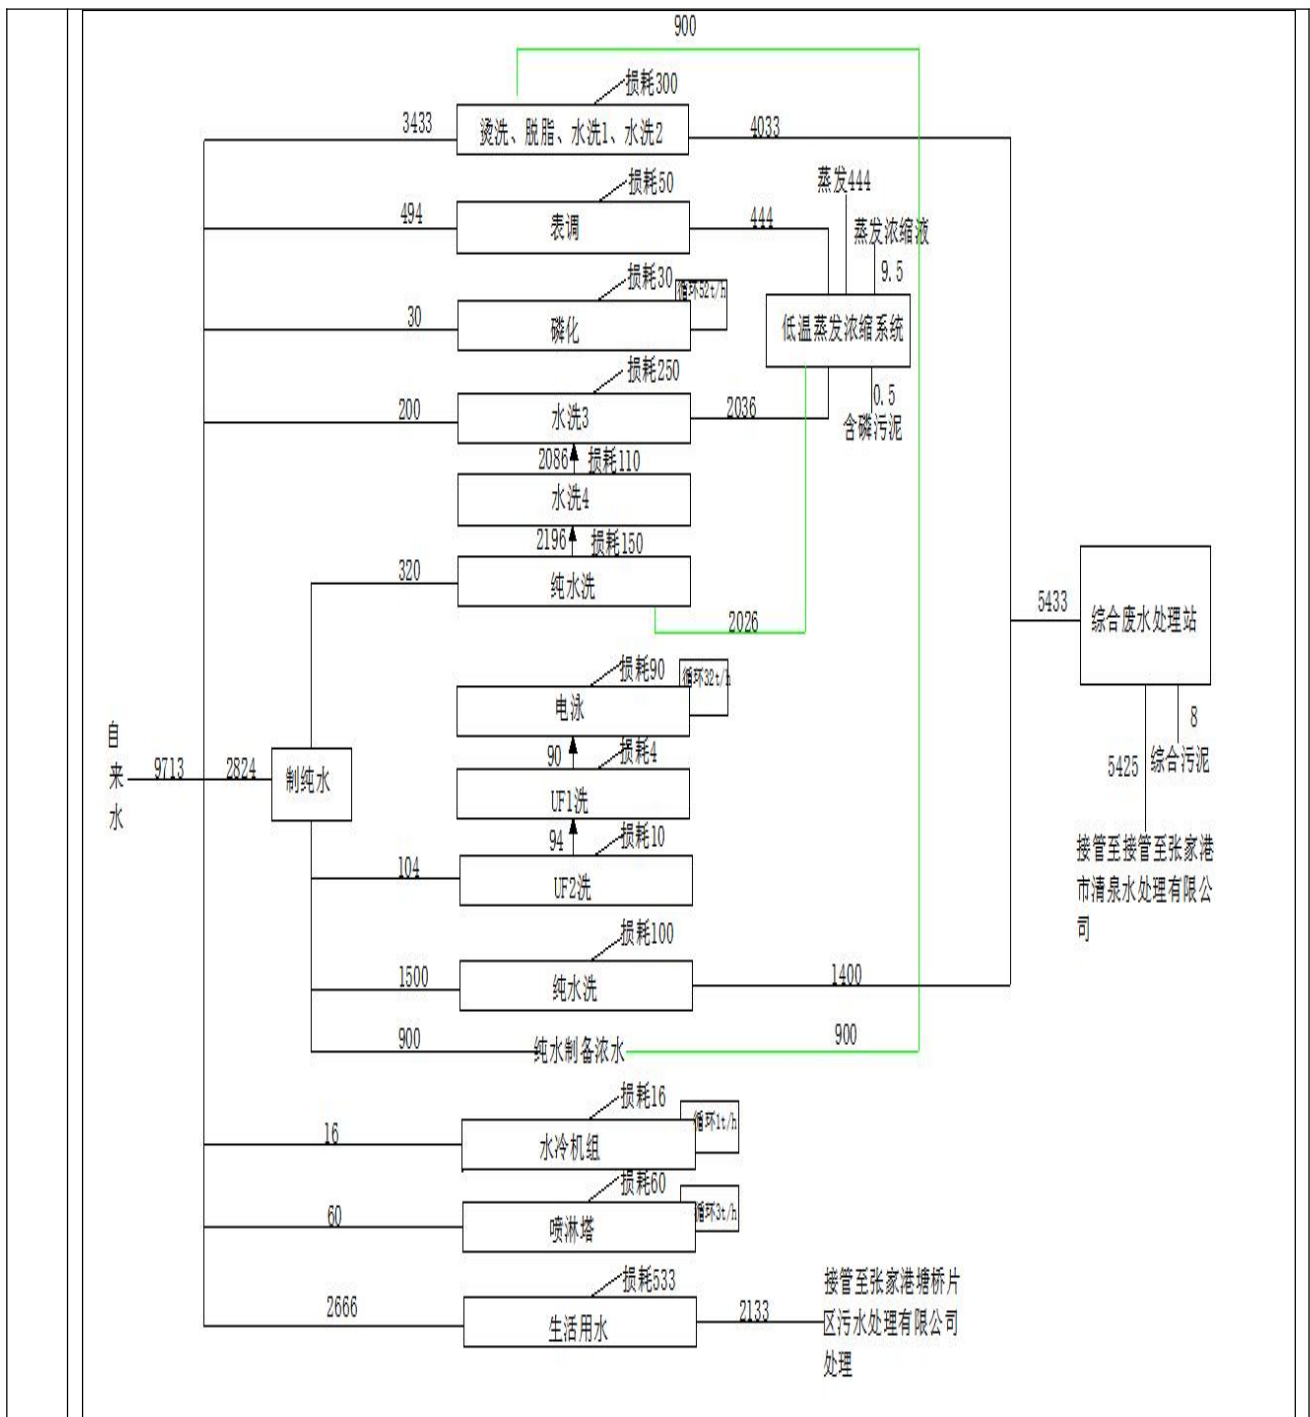 900
损耗300
3433
烫洗、脱脂、水洗1、水洗2
4033
损耗50
蒸发444
494
表调
444
蒸发浓缩液
9.5
损耗30
循环52t/h
30
磷化
低温蒸发浓缩系统
损耗250
200
水洗3
2036
0.5
含磷污泥
2086
损耗110
水洗4
2196
损耗150
320
纯水洗
2026
5433
综合废水处理站
损耗90
循环32t/h
电泳
自
来
水
9713
2824
制纯水
90
损耗4
UF1洗
8
综合污泥
5425
94
损耗10
104
UF2洗
接管至接管至张家港
市清泉水处理有限公
司
损耗100
1500
纯水洗
1400
900
纯水制备浓水
900
损耗16
循环1t/h
16
水冷机组
损耗60
循环3t/h
60
喷淋塔
损耗533
2666
生活用水
2133
接管至张家港塘桥片
区污水处理有限公司
处理